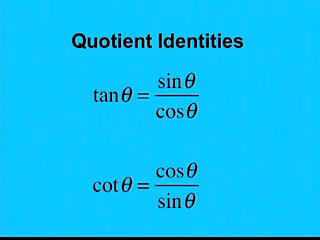 Quotient Identities
tanθ = sinθ/cosθ
cotθ = cosθ/sinθ